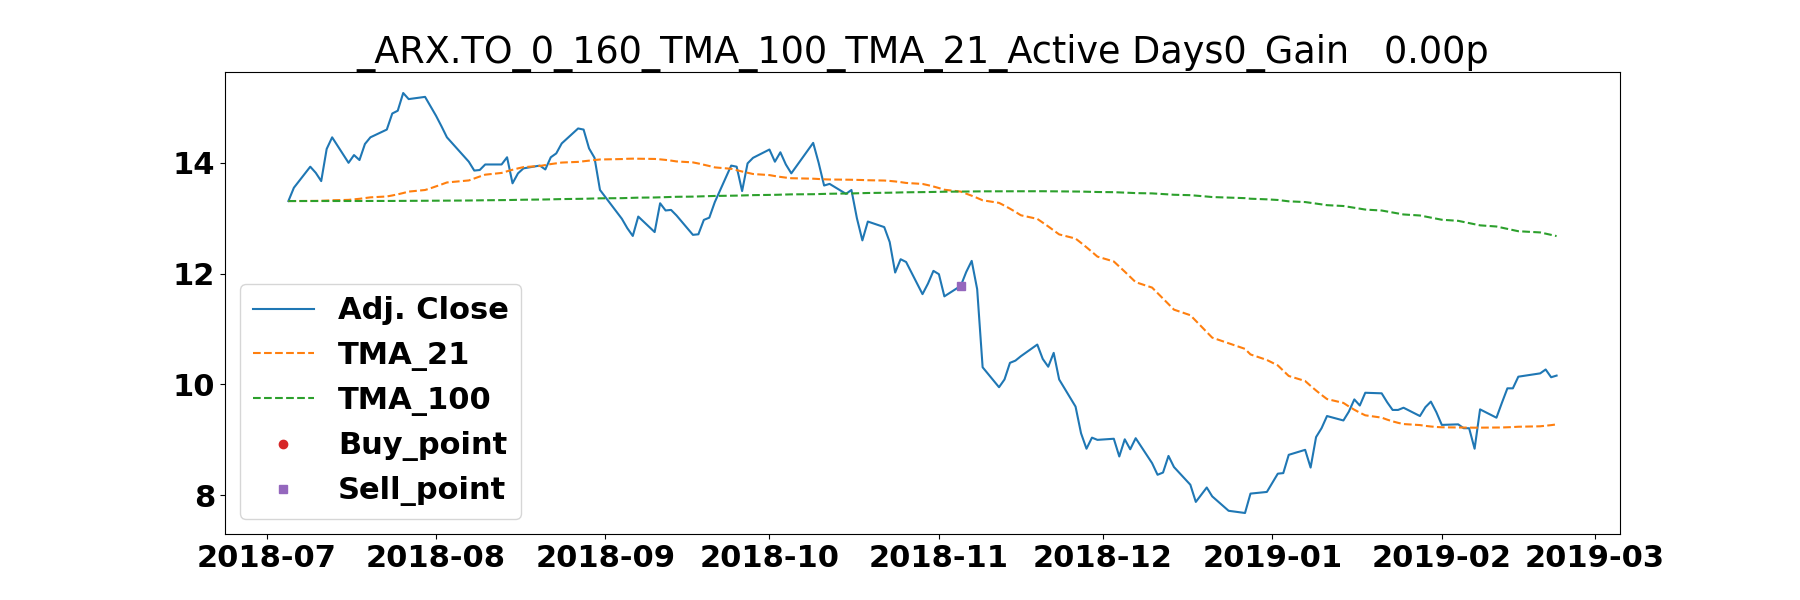 _ARX.TO_0_160_TMA_100_TMA_21_Active Days0_Gain   0.00p
14
12
10
8
Adj. Close
TMA_21
TMA_100
Buy_point
Sell_point
2018-07 2018-08 2018-09 2018-10 2018-11 2018-12 2019-01 2019-02 2019-03